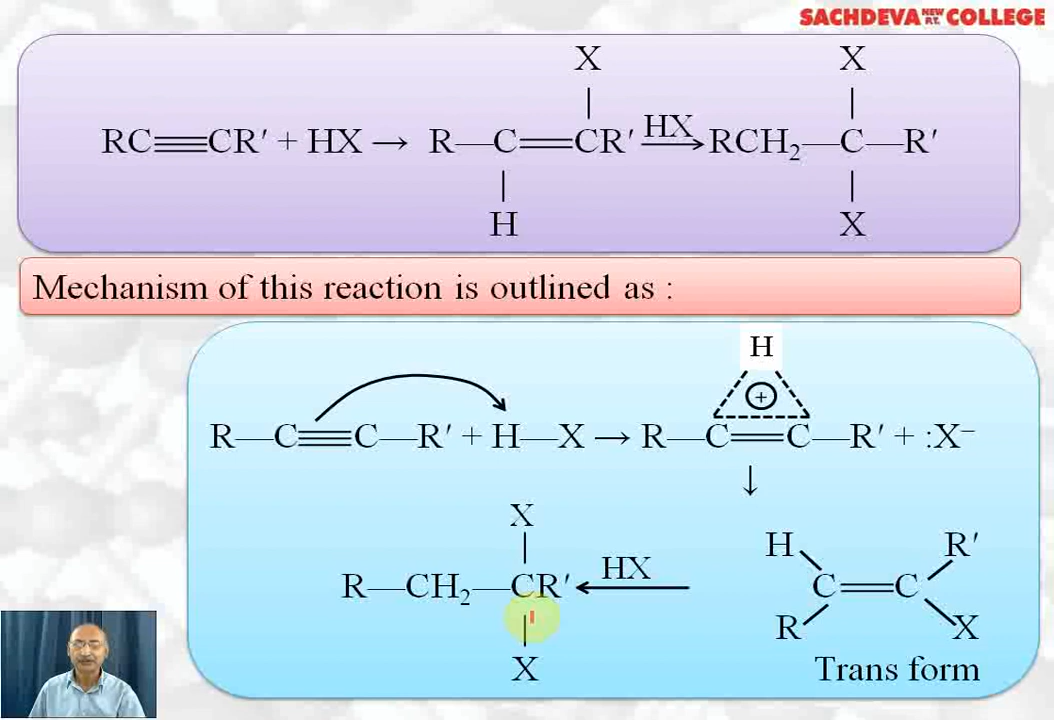 SACHDEVA NEW P.T. COLLEGE
X X
RC≡CR′ + HX → R—C=CR′ HX→ RCH₂—C—R′
H X
Mechanism of this reaction is outlined as :
H
+
R—C≡C—R′ + H—X → R—C=C—R′ + :X⁻
↓
X
H R′
R—CH₂—CR′ ←HX C=C
R X
X
Trans form